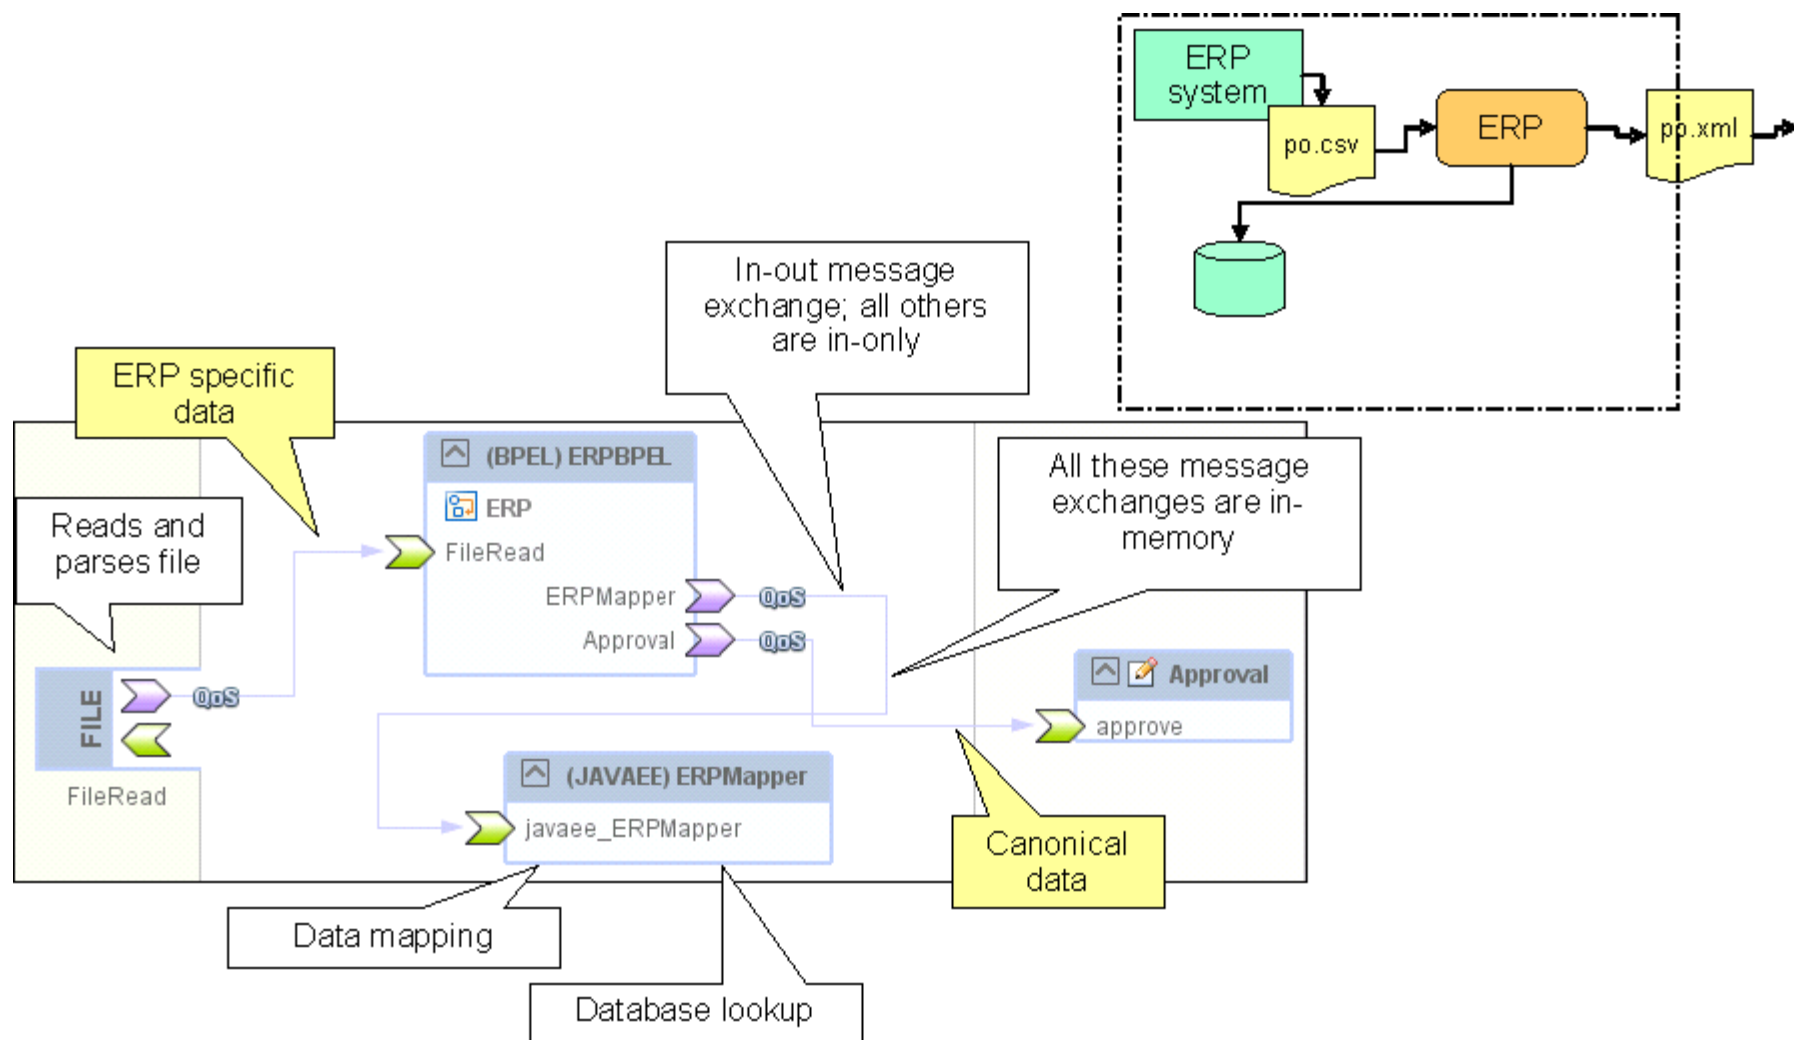 ERP
system
po.csv
ERP
po.xml
In-out message
exchange; all others
are in-only
ERP specific
data
All these message
exchanges are in-
memory
Reads and
parses file
(BPEL) ERPBPEL
ERP
FileRead
ERPMapper
QoS
Approval
QoS
FILE
QoS
FileRead
Approval
approve
(JAVAEE) ERPMapper
javaee_ERPMapper
Canonical
data
Data mapping
Database lookup